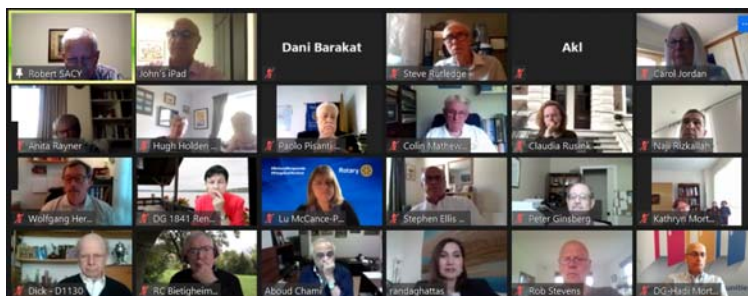 Robert SACY
John's iPad
Dani Barakat
Steve Rutledge
Akl
Carol Jordan
Anita Rayner
Hugh Holden ...
Paolo Pisanti...
Colin Mathew...
Claudia Rusink
Naji Rizkallah
Wolfgang Her...
DG 1841 Ren...
Rotary
Lu McCance-P...
Stephen Ellis ...
Peter Ginsberg
Kathryn Mort...
Dick - D1130
RC Bietigheim...
Aboud Chami
randaghattas
Rob Stevens
DG-Hadi Mort...